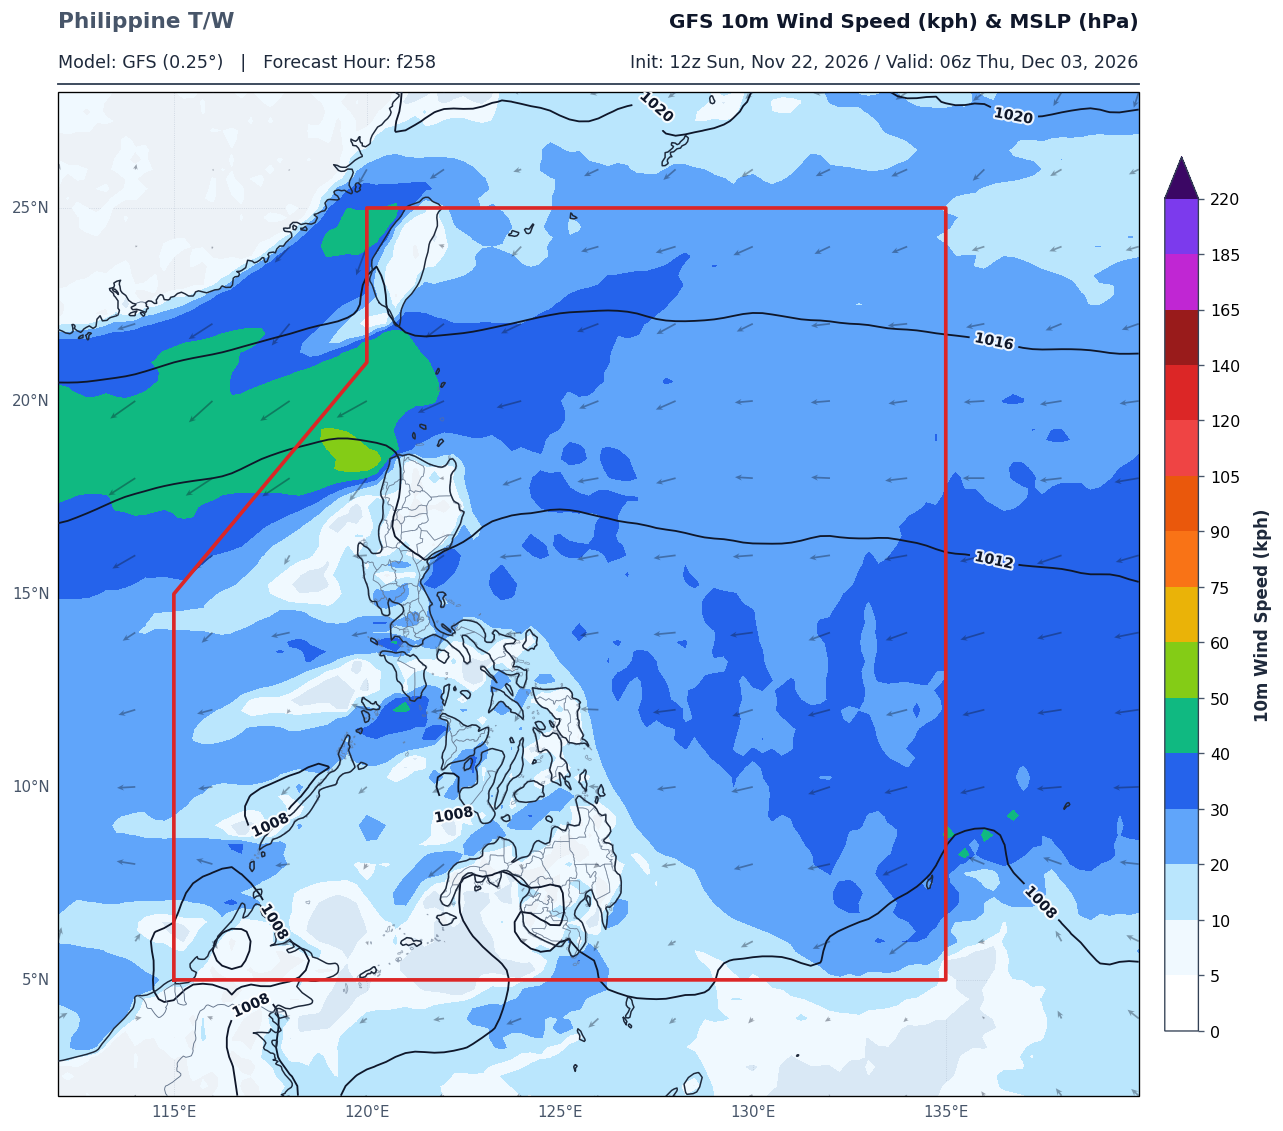 Philippine T/W
GFS 10m Wind Speed (kph) & MSLP (hPa)
Model: GFS (0.25°) | Forecast Hour: f258
Init: 12z Sun, Nov 22, 2026 / Valid: 06z Thu, Dec 03, 2026
1020
1020
1016
1012
1008
1008
1008
1008
1008
25°N
20°N
15°N
10°N
5°N
115°E
120°E
125°E
130°E
135°E
220
185
165
140
120
105
90
75
60
50
40
30
20
10
5
0
10m Wind Speed (kph)